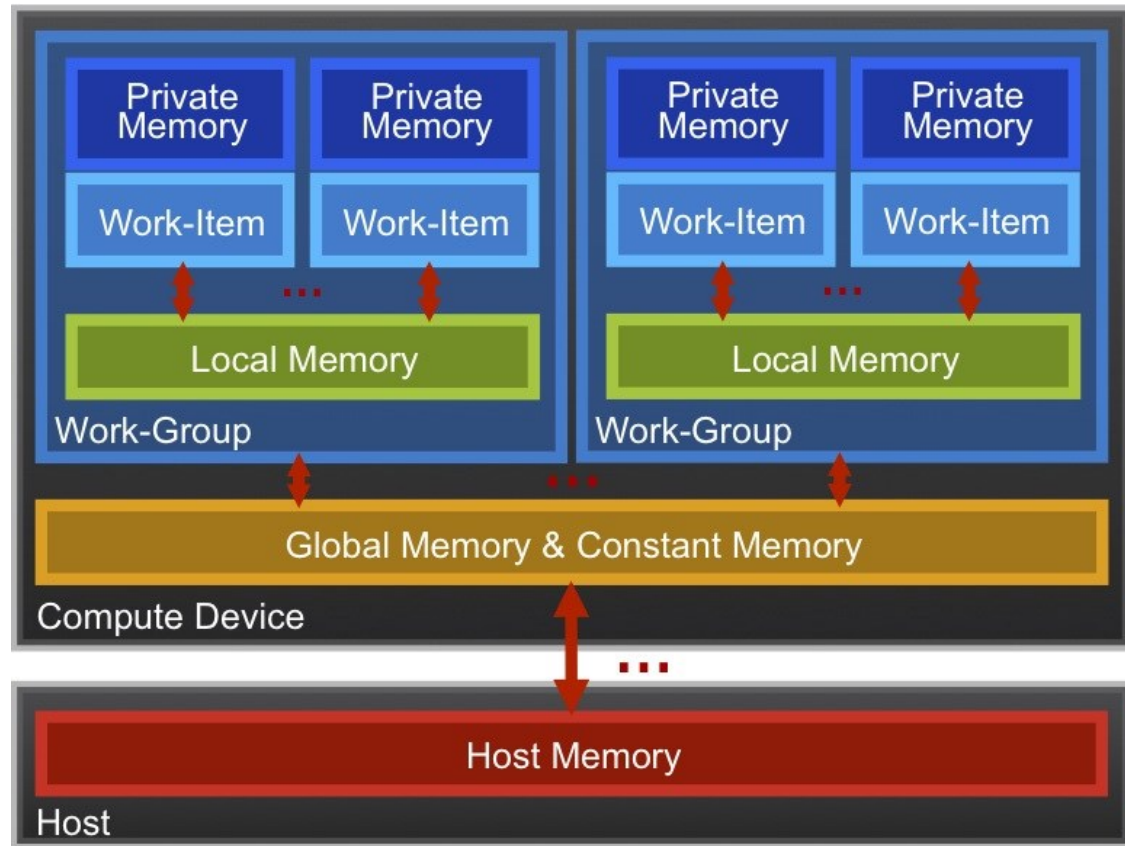 Private
Memory
Private
Memory
Private
Memory
Private
Memory
Work-Item
Work-Item
Work-Item
Work-Item
...
...
Local Memory
Local Memory
Work-Group
Work-Group
...
Global Memory & Constant Memory
Compute Device
...
Host Memory
Host